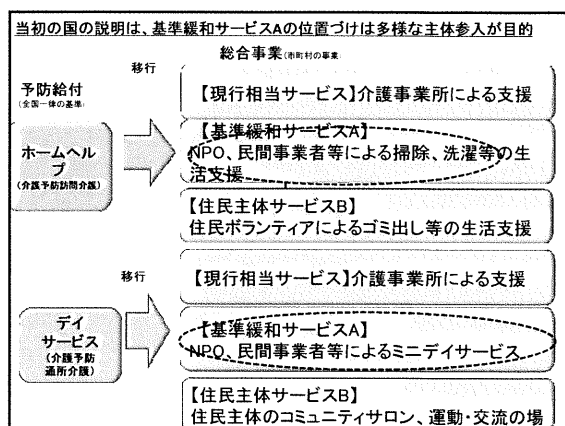 当初の国の説明は、基準緩和サービスAの位置づけは多様な主体参入が目的
総合事業(市町村の事業)
移行
予防給付
(全国一律の基準)
ホームヘル
プ
(介護予防訪問介護)
【現行相当サービス】介護事業所による支援
【基準緩和サービスA】
NPO、民間事業者等による掃除、洗濯等の生
活支援
【住民主体サービスB】
住民ボランティアによるゴミ出し等の生活支援
移行
デイ
サービス
(介護予防
通所介護)
【現行相当サービス】介護事業所による支援
【基準緩和サービスA】
NPO、民間事業者等によるミニデイサービス
【住民主体サービスB】
住民主体のコミュニティサロン、運動・交流の場